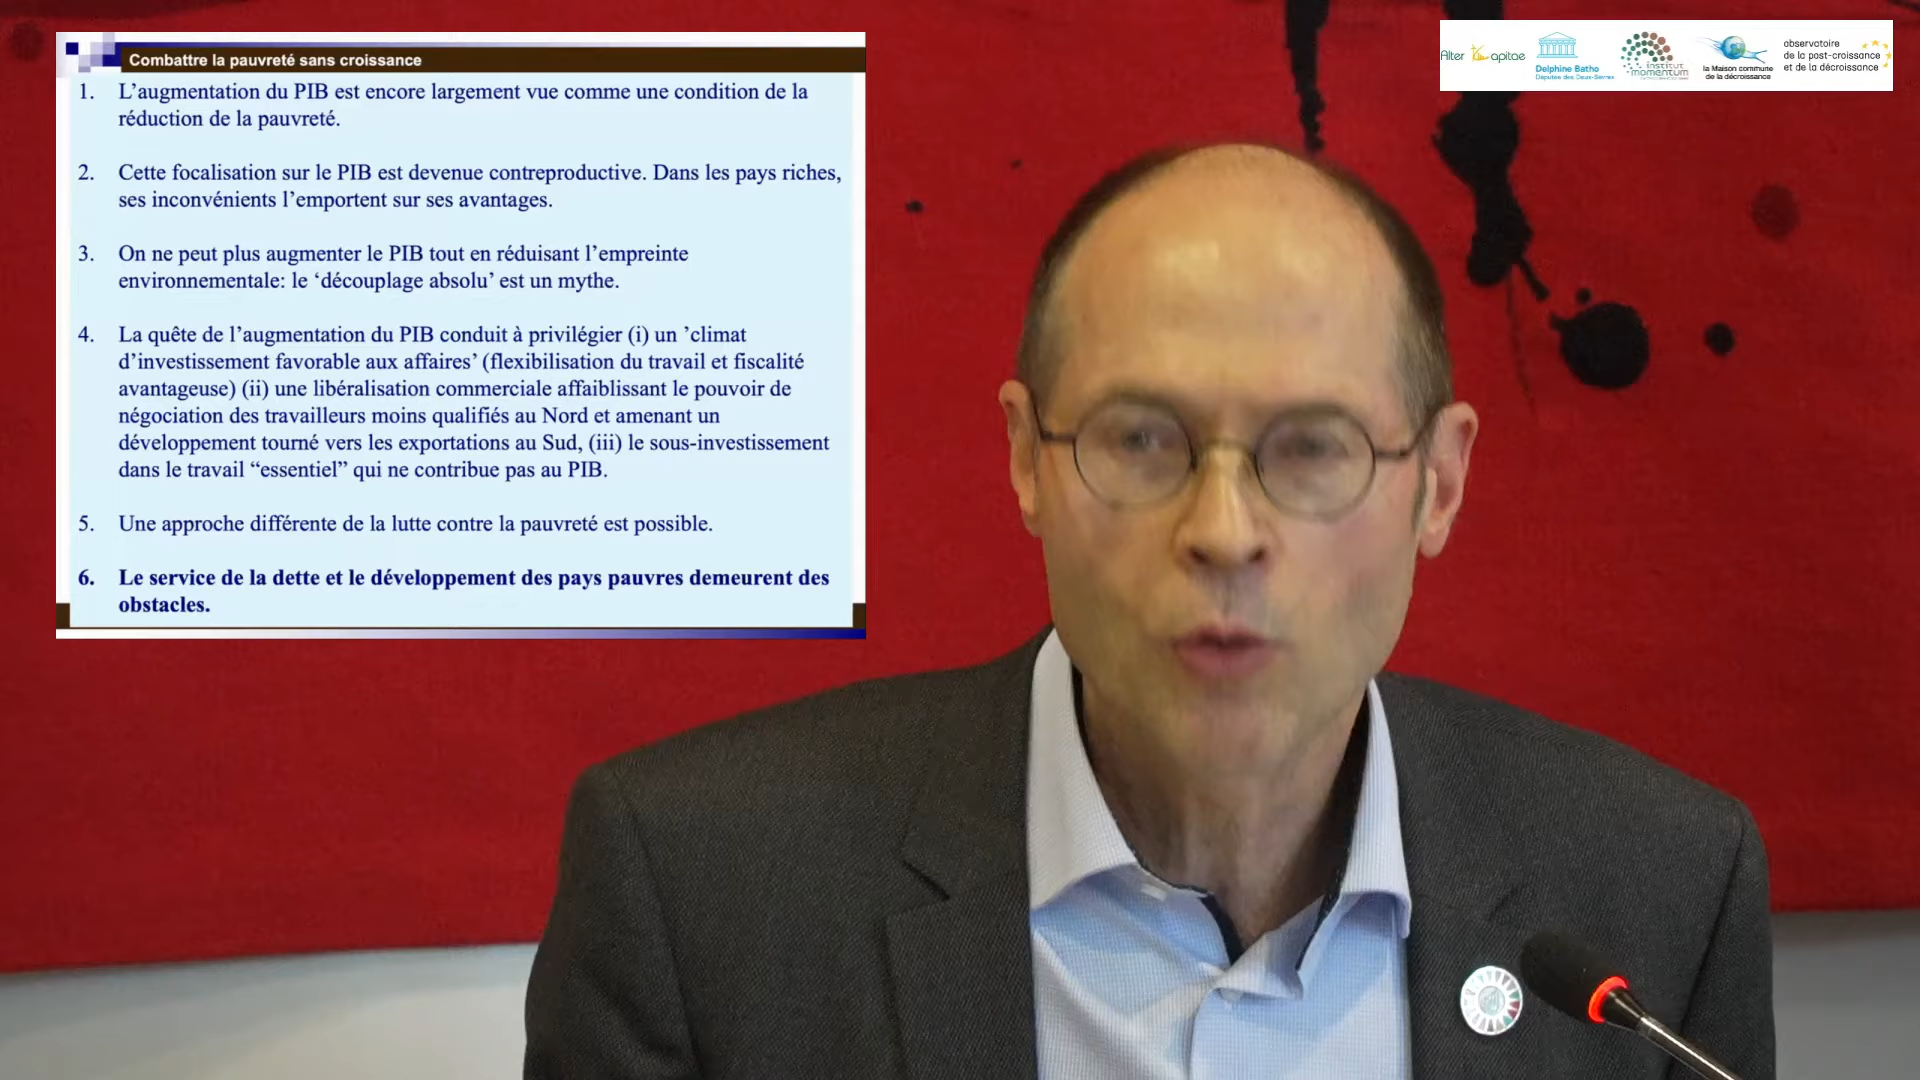 Combattre la pauvreté sans croissance
1. L’augmentation du PIB est encore largement vue comme une condition de la
réduction de la pauvreté.
2. Cette focalisation sur le PIB est devenue contreproductive. Dans les pays riches,
ses inconvénients l’emportent sur ses avantages.
3. On ne peut plus augmenter le PIB tout en réduisant l’empreinte
environnementale: le ‘découplage absolu’ est un mythe.
4. La quête de l’augmentation du PIB conduit à privilégier (i) un ’climat
d’investissement favorable aux affaires’ (flexibilisation du travail et fiscalité
avantageuse) (ii) une libéralisation commerciale affaiblissant le pouvoir de
négociation des travailleurs moins qualifiés au Nord et amenant un
développement tourné vers les exportations au Sud, (iii) le sous-investissement
dans le travail “essentiel” qui ne contribue pas au PIB.
5. Une approche différente de la lutte contre la pauvreté est possible.
6. Le service de la dette et le développement des pays pauvres demeurent des
obstacles.
Alter Kapitae
Delphine Batho
Députée des Deux-Sèvres
institut
momentum
la Maison commune
de la décroissance
observatoire
de la post-croissance
et de la décroissance